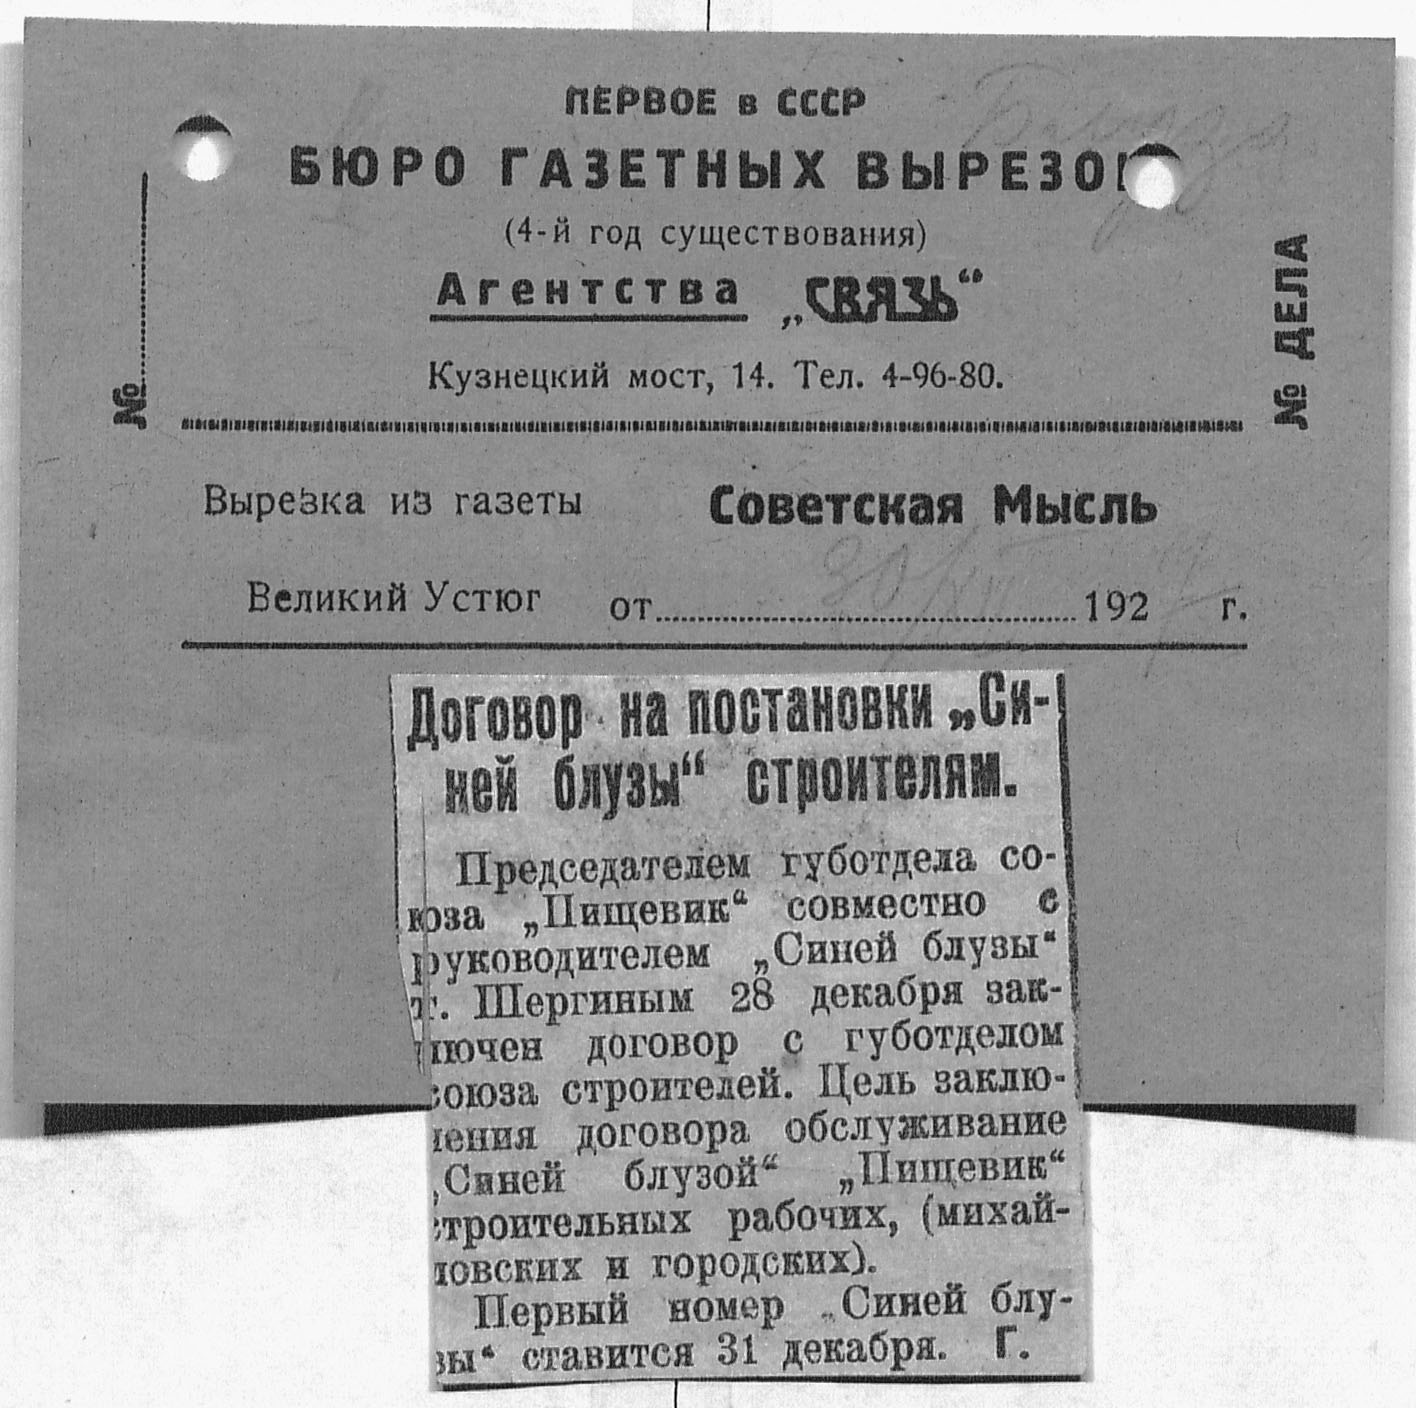 ПЕРВОЕ в СССР
БЮРО ГАЗЕТНЫХ ВЫРЕЗОК
(4-й год существования)
Агентства „СВЯЗЬ“
Кузнецкий мост, 14. Тел. 4-96-80.
№
№ ДЕЛА
Вырезка из газеты Советская Мысль
Великий Устюг от 30/XII 192 г.
Договор на постановки „Си-
ней блузы“ строителям.
Председателем губотдела со-
юза „Пищевик“ совместно с
руководителем „Синей блузы“
т. Шергиным 28 декабря зак-
лючен договор с губотделом
союза строителей. Цель заклю-
чения договора обслуживание
„Синей блузой“ „Пищевик“
строительных рабочих, (михай-
ловских и городских).
Первый номер „Синей блу-
зы“ ставится 31 декабря. Г.